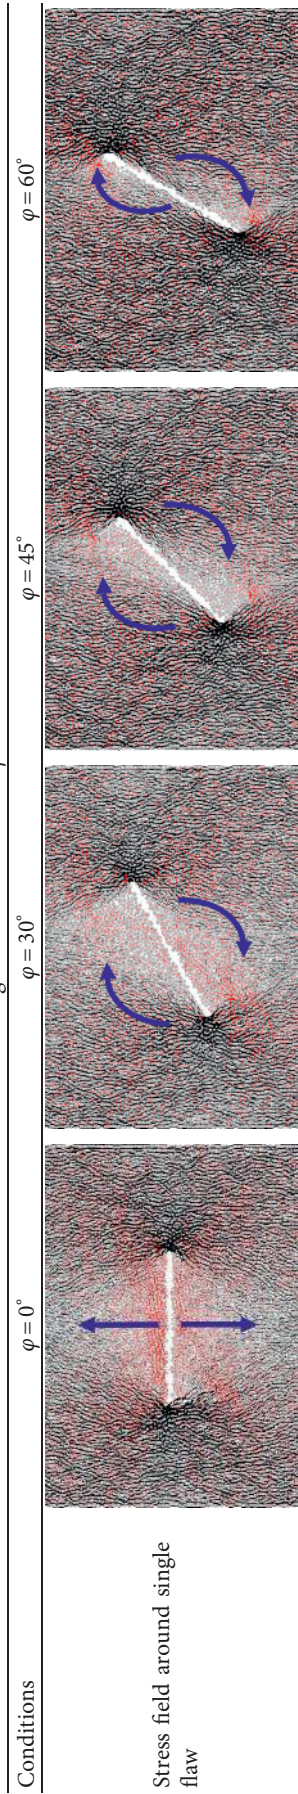 Conditions
φ = 0°
φ = 30°
φ = 45°
φ = 60°
Stress field around single
flaw